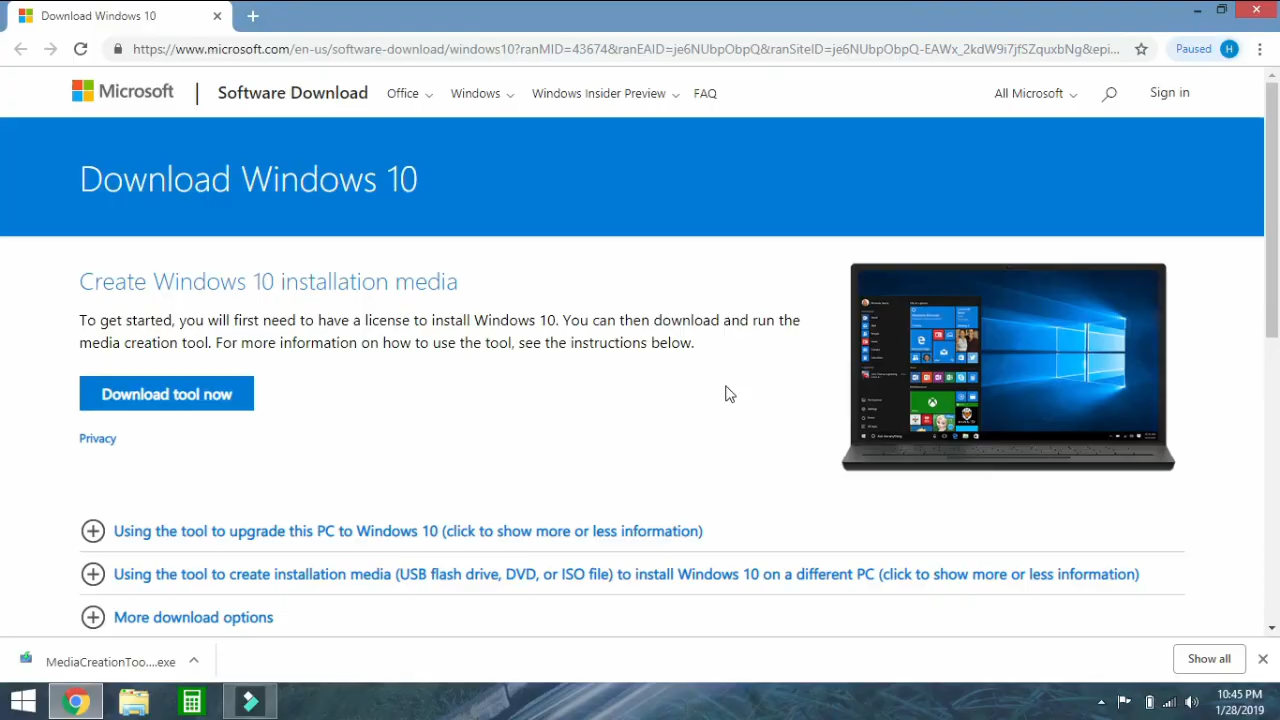 Download Windows 10
https://www.microsoft.com/en-us/software-download/windows10?ranMID=43674&ranEAID=je6NUbpObpQ&ranSiteID=je6NUbpObpQ-EAWx_2kdW9i7jfSZquxbNg&epi...
Paused H
Microsoft Software Download Office Windows Windows Insider Preview FAQ All Microsoft Sign in
Download Windows 10
Create Windows 10 installation media
To get started, you will first need to have a license to install Windows 10. You can then download and run the
media creation tool. For more information on how to use the tool, see the instructions below.
Download tool now
Privacy
Using the tool to upgrade this PC to Windows 10 (click to show more or less information)
Using the tool to create installation media (USB flash drive, DVD, or ISO file) to install Windows 10 on a different PC (click to show more or less information)
More download options
MediaCreationToo....exe
Show all
10:45 PM
1/28/2019